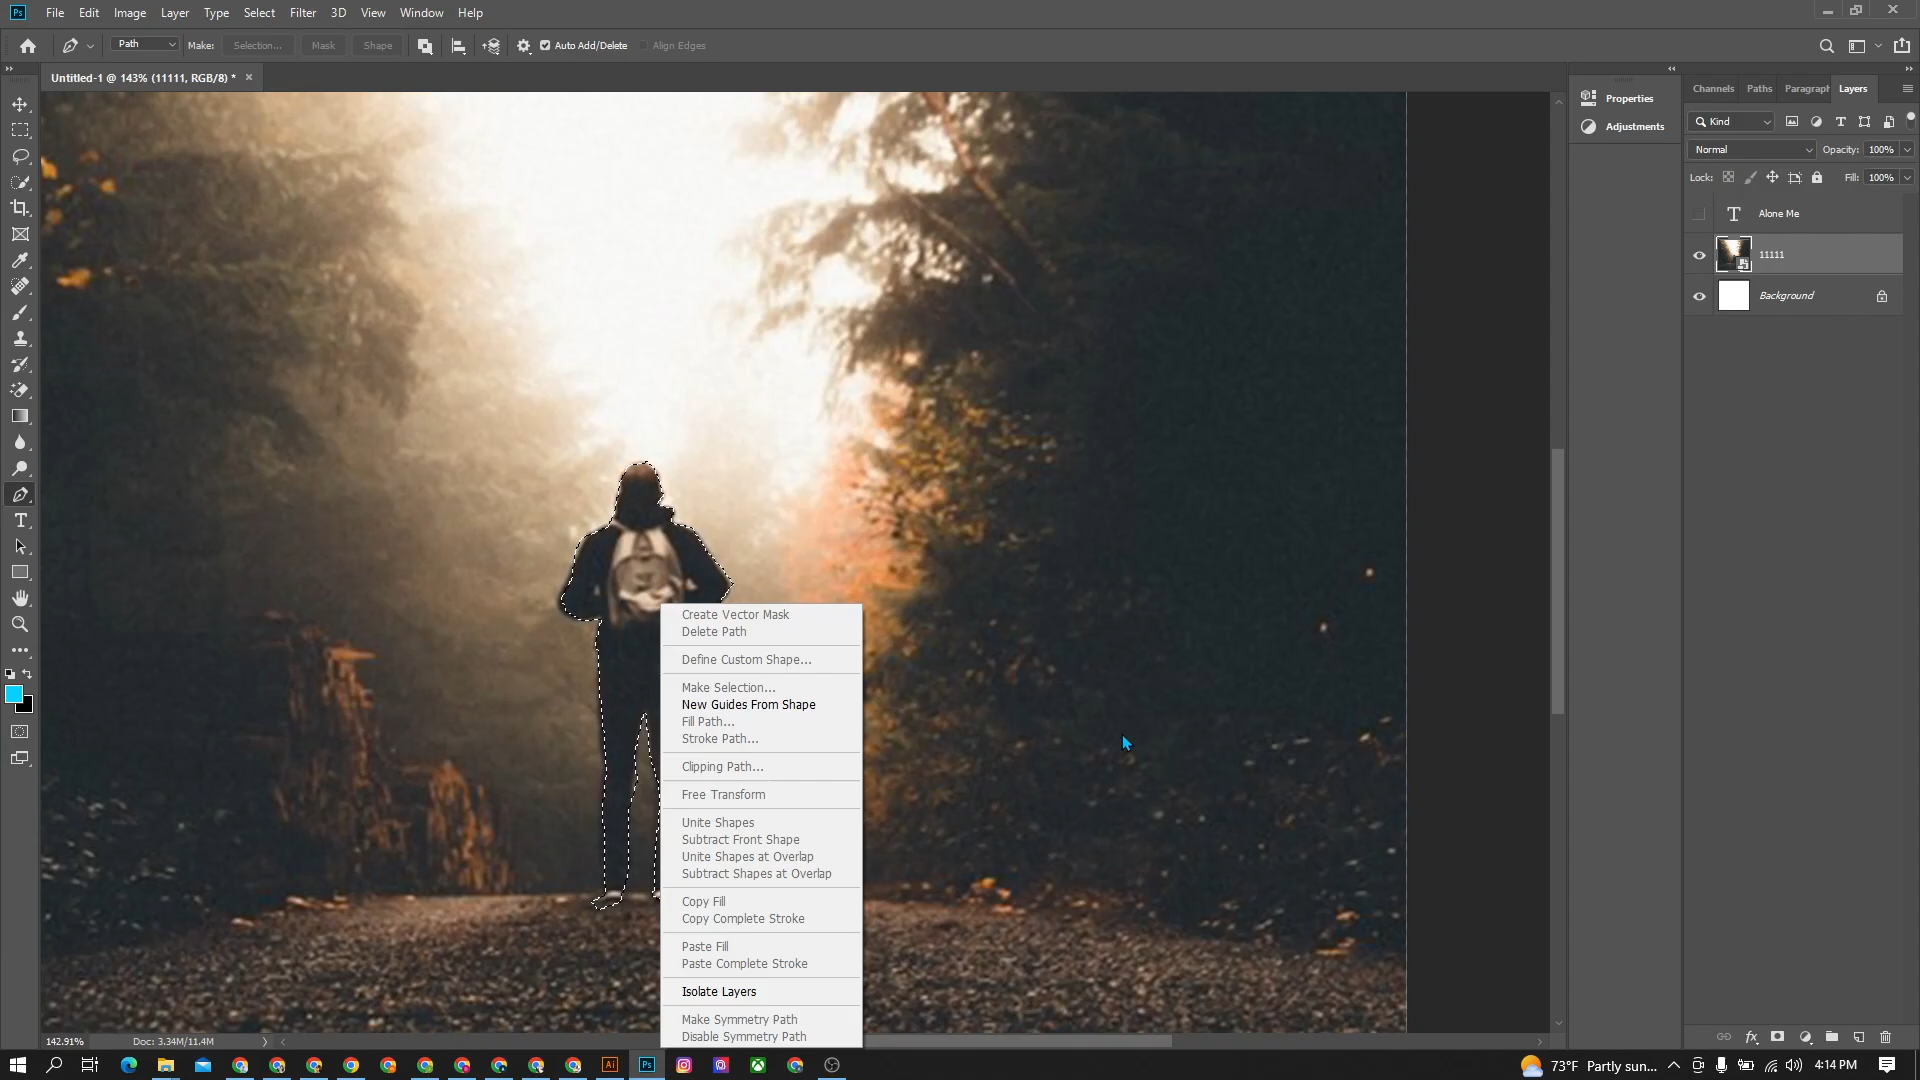 Ps File Edit Image Layer Type Select Filter 3D View Window Help
Path Make: Selection... Mask Shape Auto Add/Delete Align Edges
Untitled-1 @ 143% (11111, RGB/8) * ×
Properties
Adjustments
Channels Paths Paragraph Layers
Kind
Normal Opacity: 100%
Lock: Fill: 100%
T Alone Me
11111
Background
Create Vector Mask
Delete Path
Define Custom Shape...
Make Selection...
New Guides From Shape
Fill Path...
Stroke Path...
Clipping Path...
Free Transform
Unite Shapes
Subtract Front Shape
Unite Shapes at Overlap
Subtract Shapes at Overlap
Copy Fill
Copy Complete Stroke
Paste Fill
Paste Complete Stroke
Isolate Layers
Make Symmetry Path
Disable Symmetry Path
142.91% Doc: 3.34M/11.4M
Ai Ps 73°F Partly sun... 4:14 PM